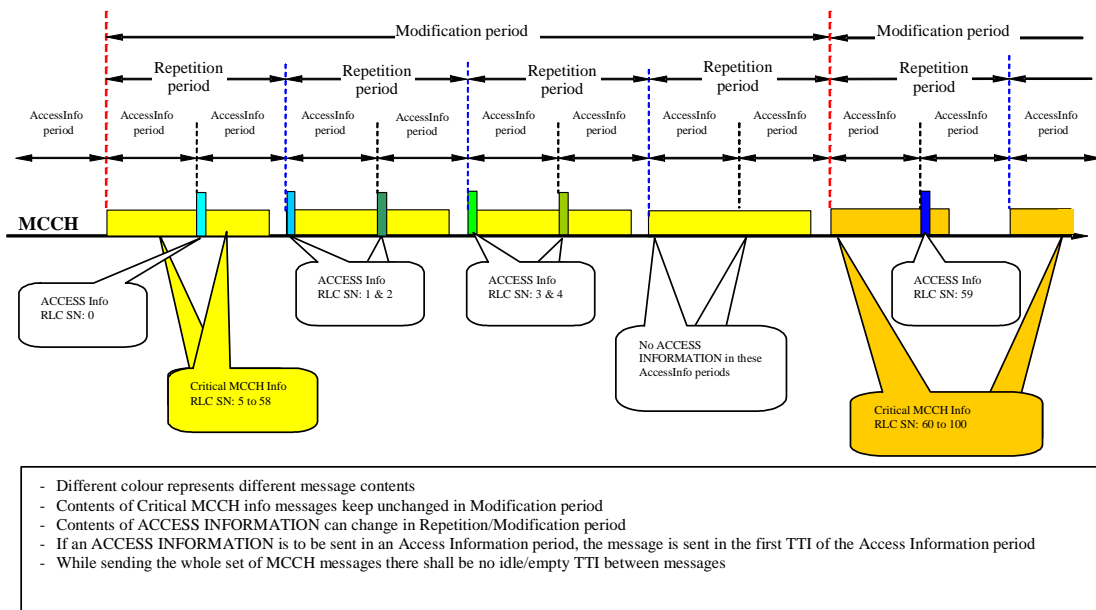 Modification period
Modification period
Repetition
period
Repetition
period
Repetition
period
Repetition
period
Repetition
period
AccessInfo
period
AccessInfo
period
AccessInfo
period
AccessInfo
period
AccessInfo
period
AccessInfo
period
AccessInfo
period
AccessInfo
period
AccessInfo
period
AccessInfo
period
AccessInfo
period
AccessInfo
period
MCCH
ACCESS Info
RLC SN: 0
Critical MCCH Info
RLC SN: 5 to 58
ACCESS Info
RLC SN: 1 & 2
ACCESS Info
RLC SN: 3 & 4
No ACCESS
INFORMATION in these
AccessInfo periods
ACCESS Info
RLC SN: 59
Critical MCCH Info
RLC SN: 60 to 100
- Different colour represents different message contents
- Contents of Critical MCCH info messages keep unchanged in Modification period
- Contents of ACCESS INFORMATION can change in Repetition/Modification period
- If an ACCESS INFORMATION is to be sent in an Access Information period, the message is sent in the first TTI of the Access Information period
- While sending the whole set of MCCH messages there shall be no idle/empty TTI between messages